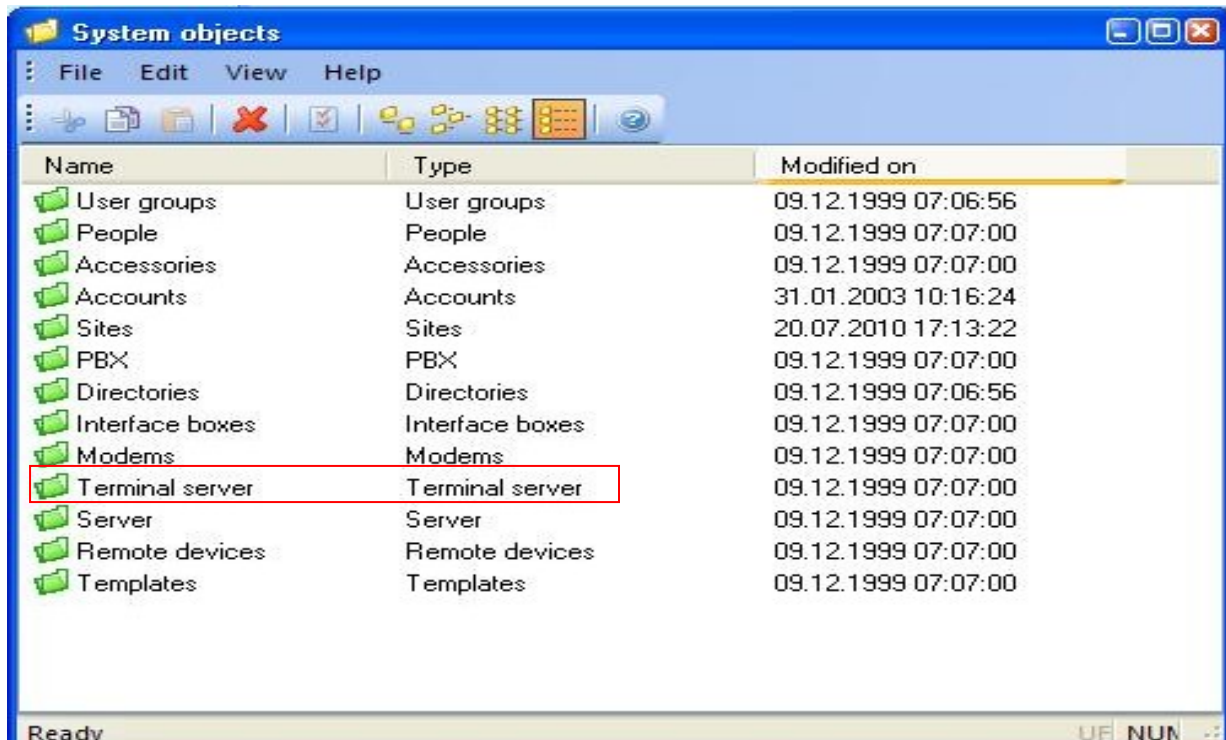 System objects
File Edit View Help
Name Type Modified on
User groups User groups 09.12.1999 07:06:56
People People 09.12.1999 07:07:00
Accessories Accessories 09.12.1999 07:07:00
Accounts Accounts 31.01.2003 10:16:24
Sites Sites 20.07.2010 17:13:22
PBX PBX 09.12.1999 07:07:00
Directories Directories 09.12.1999 07:06:56
Interface boxes Interface boxes 09.12.1999 07:07:00
Modems Modems 09.12.1999 07:07:00
Terminal server Terminal server 09.12.1999 07:07:00
Server Server 09.12.1999 07:07:00
Remote devices Remote devices 09.12.1999 07:07:00
Templates Templates 09.12.1999 07:07:00
Ready NUM